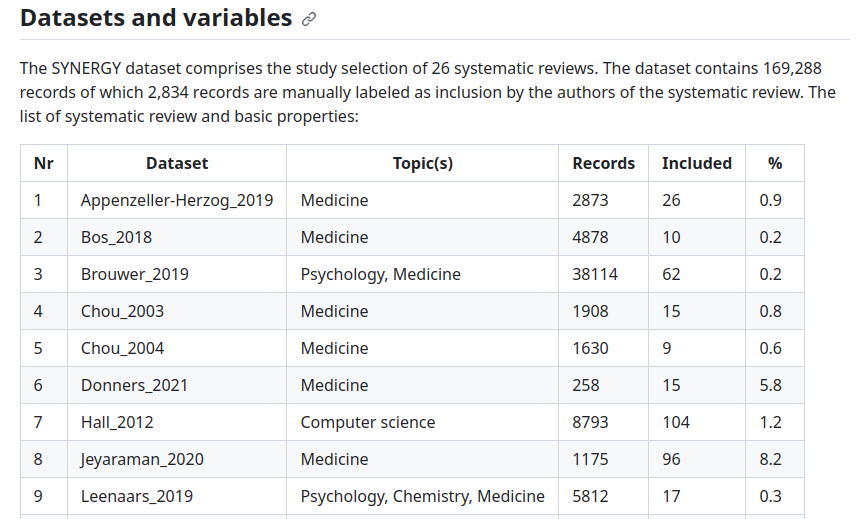 Datasets and variables
The SYNERGY dataset comprises the study selection of 26 systematic reviews. The dataset contains 169,288
records of which 2,834 records are manually labeled as inclusion by the authors of the systematic review. The
list of systematic review and basic properties:
Nr Dataset Topic(s) Records Included %
1 Appenzeller-Herzog_2019 Medicine 2873 26 0.9
2 Bos_2018 Medicine 4878 10 0.2
3 Brouwer_2019 Psychology, Medicine 38114 62 0.2
4 Chou_2003 Medicine 1908 15 0.8
5 Chou_2004 Medicine 1630 9 0.6
6 Donners_2021 Medicine 258 15 5.8
7 Hall_2012 Computer science 8793 104 1.2
8 Jeyaraman_2020 Medicine 1175 96 8.2
9 Leenaars_2019 Psychology, Chemistry, Medicine 5812 17 0.3